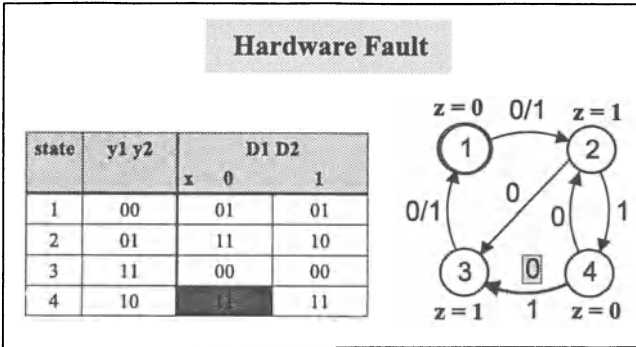 Hardware Fault
state y1 y2 D1 D2
x 0 1
1 00 01 01
2 01 11 10
3 11 00 00
4 10 11 11
z = 0 0/1 z = 1
1 2
0/1 0 0 1
3 0 4
z = 1 1 z = 0